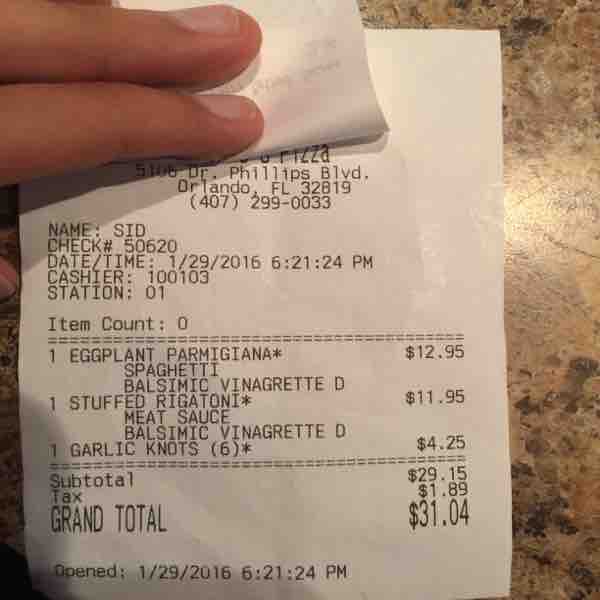 Pizza
5106 Dr. Phillips Blvd.
Orlando, FL 32819
(407) 299-0033
NAME: SID
CHECK# 50620
DATE/TIME: 1/29/2016 6:21:24 PM
CASHIER: 100103
STATION: 01
Item Count: 0
1 EGGPLANT PARMIGIANA* $12.95
SPAGHETTI
BALSIMIC VINAGRETTE D
1 STUFFED RIGATONI* $11.95
MEAT SAUCE
BALSIMIC VINAGRETTE D
1 GARLIC KNOTS (6)* $4.25
Subtotal $29.15
Tax $1.89
GRAND TOTAL $31.04
Opened: 1/29/2016 6:21:24 PM